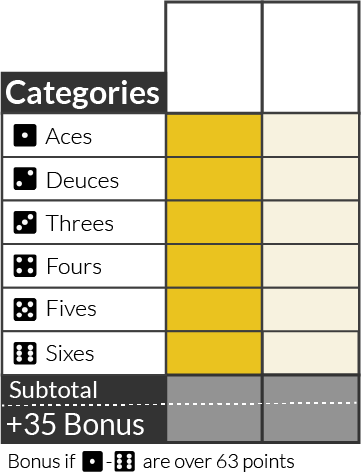 Categories
Aces
Deuces
Threes
Fours
Fives
Sixes
Subtotal
+35 Bonus
Bonus if - are over 63 points